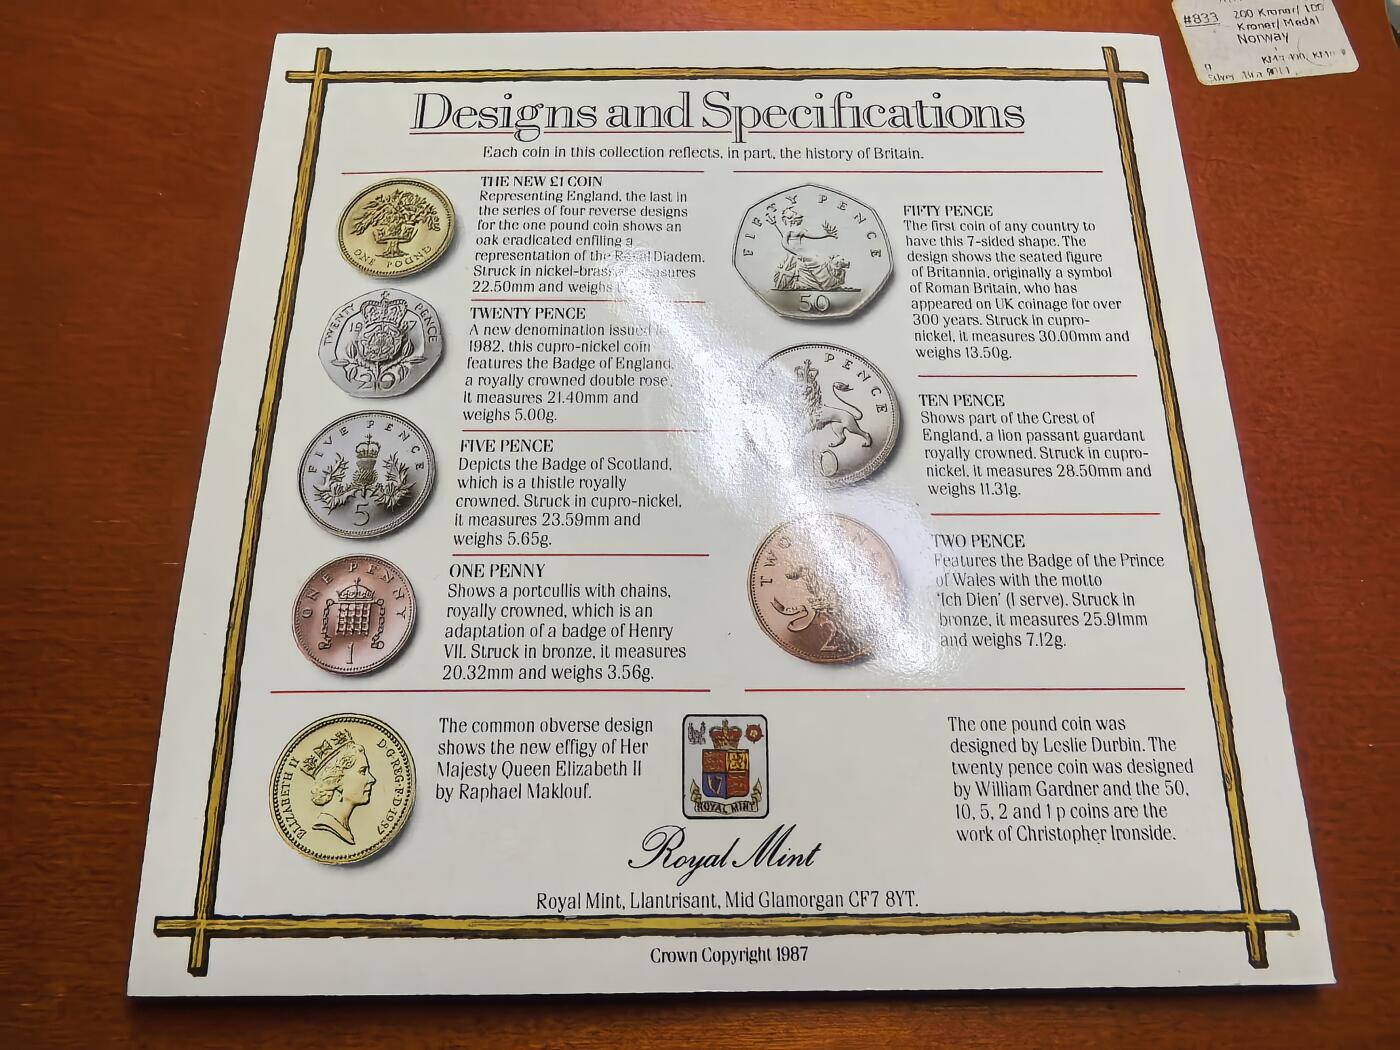 #833 200 Kroner/ 100
Kroner/ Medal
Norway
Designs and Specifications
Each coin in this collection reflects, in part, the history of Britain.
THE NEW £1 COIN
Representing England, the last in
the series of four reverse designs
for the one pound coin shows an
oak eradicated enfiling a
representation of the Royal Diadem.
Struck in nickel-brass, measures
22.50mm and weighs
ONE POUND
TWENTY PENCE
A new denomination issued in
1982, this cupro-nickel coin
features the Badge of England,
a royally crowned double rose.
It measures 21.40mm and
weighs 5.00g.
TWENTY PENCE
20
FIVE PENCE
Depicts the Badge of Scotland,
which is a thistle royally
crowned. Struck in cupro-nickel,
it measures 23.59mm and
weighs 5.65g.
FIVE PENCE
5
ONE PENNY
Shows a portcullis with chains,
royally crowned, which is an
adaptation of a badge of Henry
VII. Struck in bronze, it measures
20.32mm and weighs 3.56g.
ONE PENNY
1
FIFTY PENCE
50
FIFTY PENCE
The first coin of any country to
have this 7-sided shape. The
design shows the seated figure
of Britannia, originally a symbol
of Roman Britain, who has
appeared on UK coinage for over
300 years. Struck in cupro-
nickel, it measures 30.00mm and
weighs 13.50g.
PENCE
TEN PENCE
Shows part of the Crest of
England, a lion passant guardant
royally crowned. Struck in cupro-
nickel, it measures 28.50mm and
weighs 11.31g.
TWO
2
TWO PENCE
Features the Badge of the Prince
of Wales with the motto
'Ich Dien' (I serve). Struck in
bronze, it measures 25.91mm
and weighs 7.12g.
ELIZABETH II D·G·REG·F·D·1987
The common obverse design
shows the new effigy of Her
Majesty Queen Elizabeth II
by Raphael Maklouf.
ROYAL MINT
Royal Mint
The one pound coin was
designed by Leslie Durbin. The
twenty pence coin was designed
by William Gardner and the 50,
10, 5, 2 and 1 p coins are the
work of Christopher Ironside.
Royal Mint, Llantrisant, Mid Glamorgan CF7 8YT.
Crown Copyright 1987